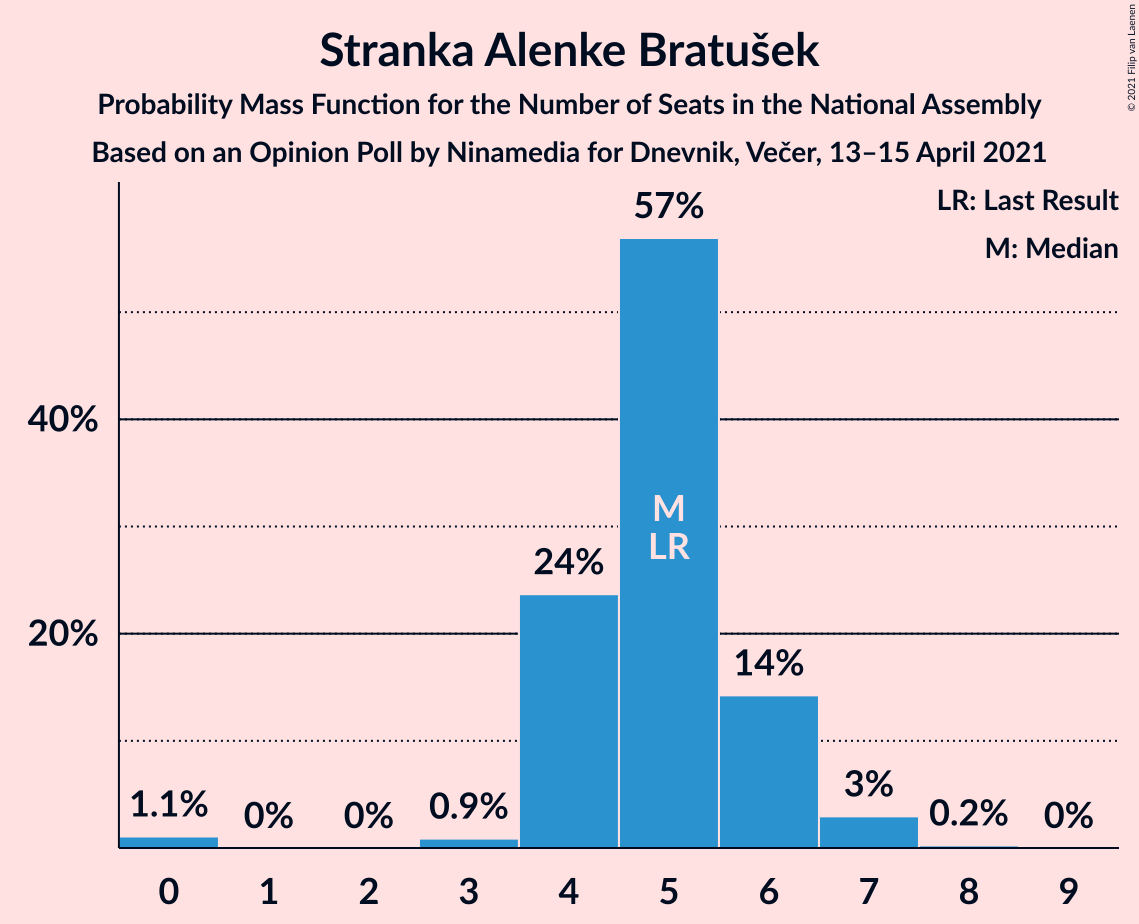 Stranka Alenke Bratušek
Probability Mass Function for the Number of Seats in the National Assembly
Based on an Opinion Poll by Ninamedia for Dnevnik, Večer, 13–15 April 2021
© 2021 Filip van Laenen
LR: Last Result
M: Median
57%
40%
M
LR
24%
20%
14%
3%
1.1%
0%
0%
0.9%
0.2%
0%
0 1 2 3 4 5 6 7 8 9